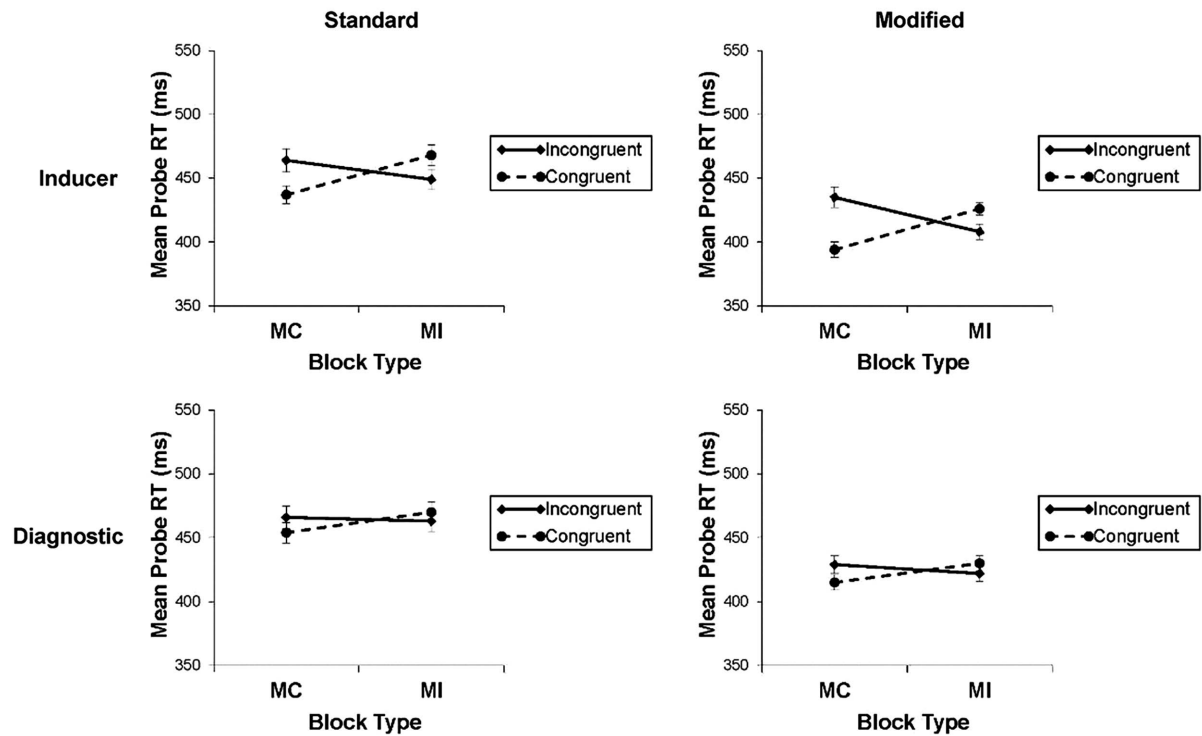 Standard
Modified
Inducer
Mean Probe RT (ms)
550
500
450
400
350
MC
MI
Block Type
Incongruent
Congruent
Mean Probe RT (ms)
550
500
450
400
350
MC
MI
Block Type
Incongruent
Congruent
Diagnostic
Mean Probe RT (ms)
550
500
450
400
350
MC
MI
Block Type
Incongruent
Congruent
Mean Probe RT (ms)
550
500
450
400
350
MC
MI
Block Type
Incongruent
Congruent